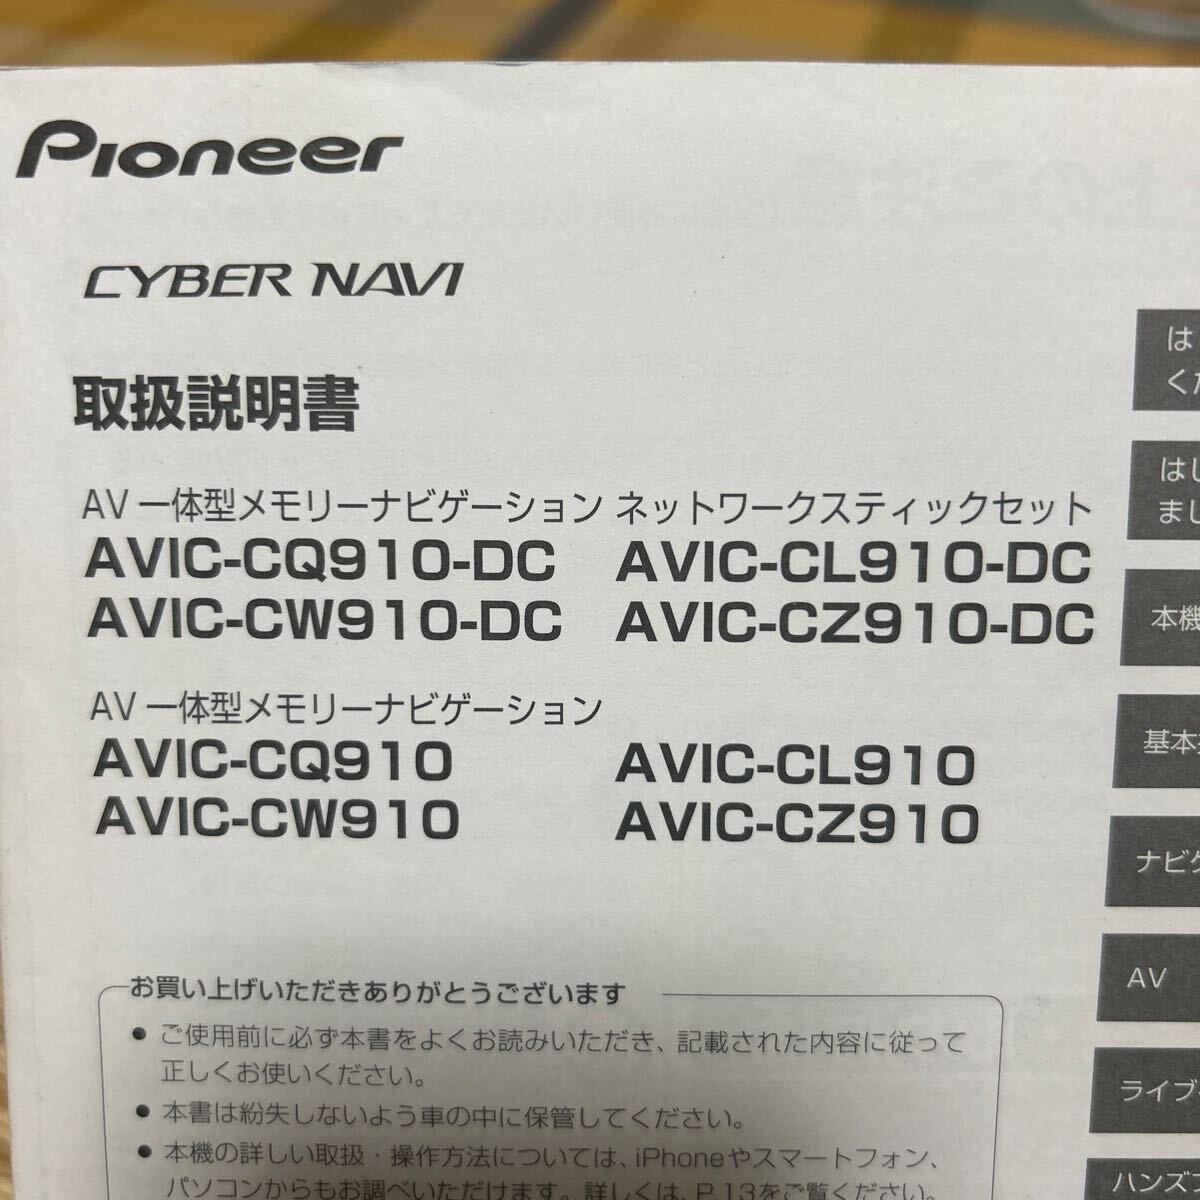 Pioneer
CYBER NAVI
取扱説明書
AV 一体型メモリーナビゲーション ネットワークスティックセット
AVIC-CQ910-DC AVIC-CL910-DC
AVIC-CW910-DC AVIC-CZ910-DC
AV 一体型メモリーナビゲーション
AVIC-CQ910 AVIC-CL910
AVIC-CW910 AVIC-CZ910
お買い上げいただきありがとうございます
● ご使用前に必ず本書をよくお読みいただき、記載された内容に従って
正しくお使いください。
● 本書は紛失しないよう車の中に保管してください。
● 本機の詳しい取扱・操作方法については、iPhoneやスマートフォン、
パソコンからもお調べいただけます。詳しくは、P.13をご覧ください。
は
くだ
はじ
まし
本機
基本
ナビゲ
AV
ライブ
ハンズフ